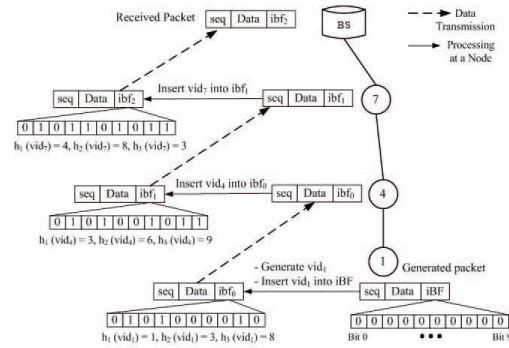 Received Packet
seq Data ibf₂
BS
Data Transmission
Processing at a Node
seq Data ibf₂
Insert vid₇ into ibf₁
seq Data ibf₁
7
0 1 0 1 1 0 1 0 1 1
h₁ (vid₇) = 4, h₂ (vid₇) = 8, h₃ (vid₇) = 3
seq Data ibf₁
Insert vid₄ into ibf₀
seq Data ibf₀
4
0 1 0 1 0 0 1 0 1 1
h₁ (vid₄) = 3, h₂ (vid₄) = 6, h₃ (vid₄) = 9
1
- Generate vid₁
- Insert vid₁ into iBF
Generated packet
seq Data ibf₀
seq Data iBF
0 1 0 1 0 0 0 0 1 0
0 0 0 0 0 0 0 0 0 0
h₁ (vid₁) = 1, h₂ (vid₁) = 3, h₃ (vid₁) = 8
Bit 0 ••• Bit 9